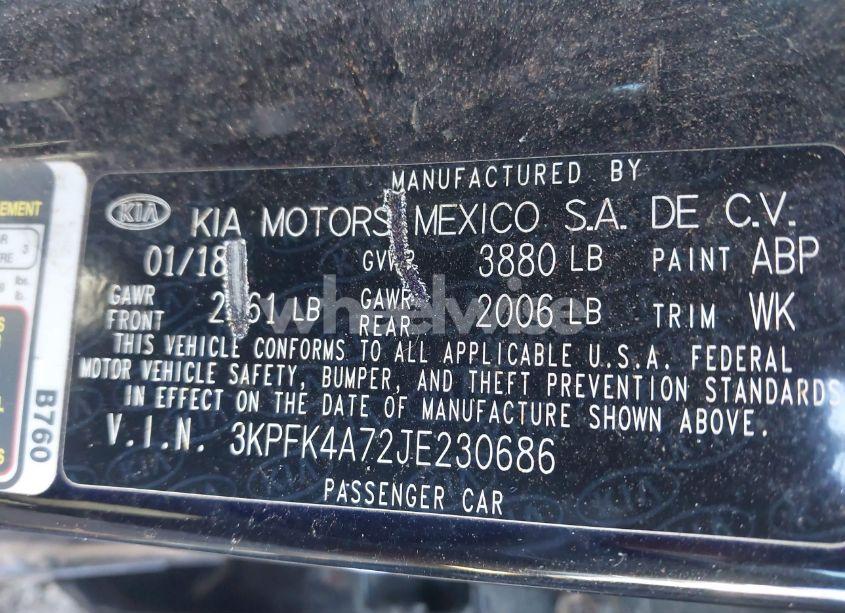 MANUFACTURED BY
KIA KIA MOTORS MEXICO S.A. DE C.V.
01/18 GVWR 3880 LB PAINT ABP
GAWR FRONT LB GAWR REAR 2006 LB TRIM WK
THIS VEHICLE CONFORMS TO ALL APPLICABLE U.S.A. FEDERAL
MOTOR VEHICLE SAFETY, BUMPER, AND THEFT PREVENTION STANDARDS
IN EFFECT ON THE DATE OF MANUFACTURE SHOWN ABOVE.
V.I.N. 3KPFK4A72JE230686
PASSENGER CAR
B760